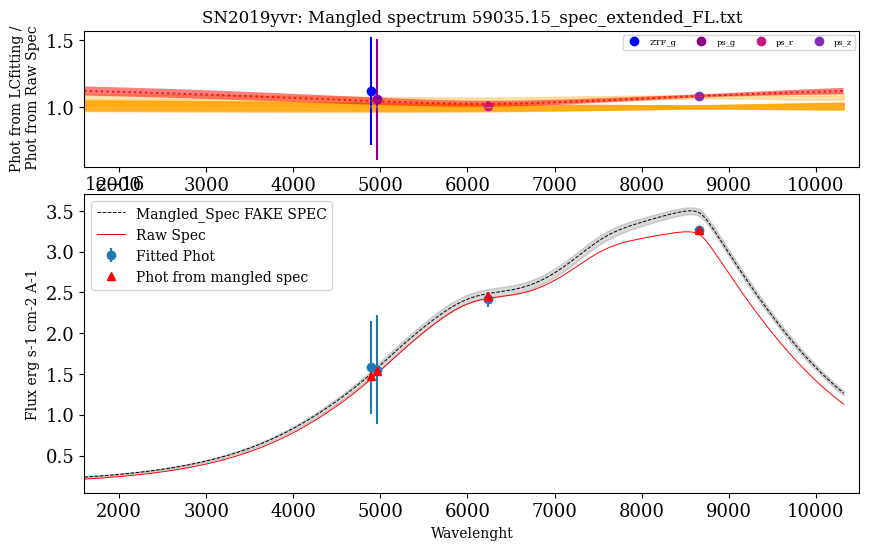 SN2019yvr: Mangled spectrum 59035.15_spec_extended_FL.txt
Phot from LCfitting /
Phot from Raw Spec
1.5
1.0
ZTF_g ps_g ps_r ps_z
2000 3000 4000 5000 6000 7000 8000 9000 10000
1e−16
Mangled_Spec FAKE SPEC
Raw Spec
Fitted Phot
Phot from mangled spec
Flux erg s-1 cm-2 A-1
3.5
3.0
2.5
2.0
1.5
1.0
0.5
2000 3000 4000 5000 6000 7000 8000 9000 10000
Wavelenght